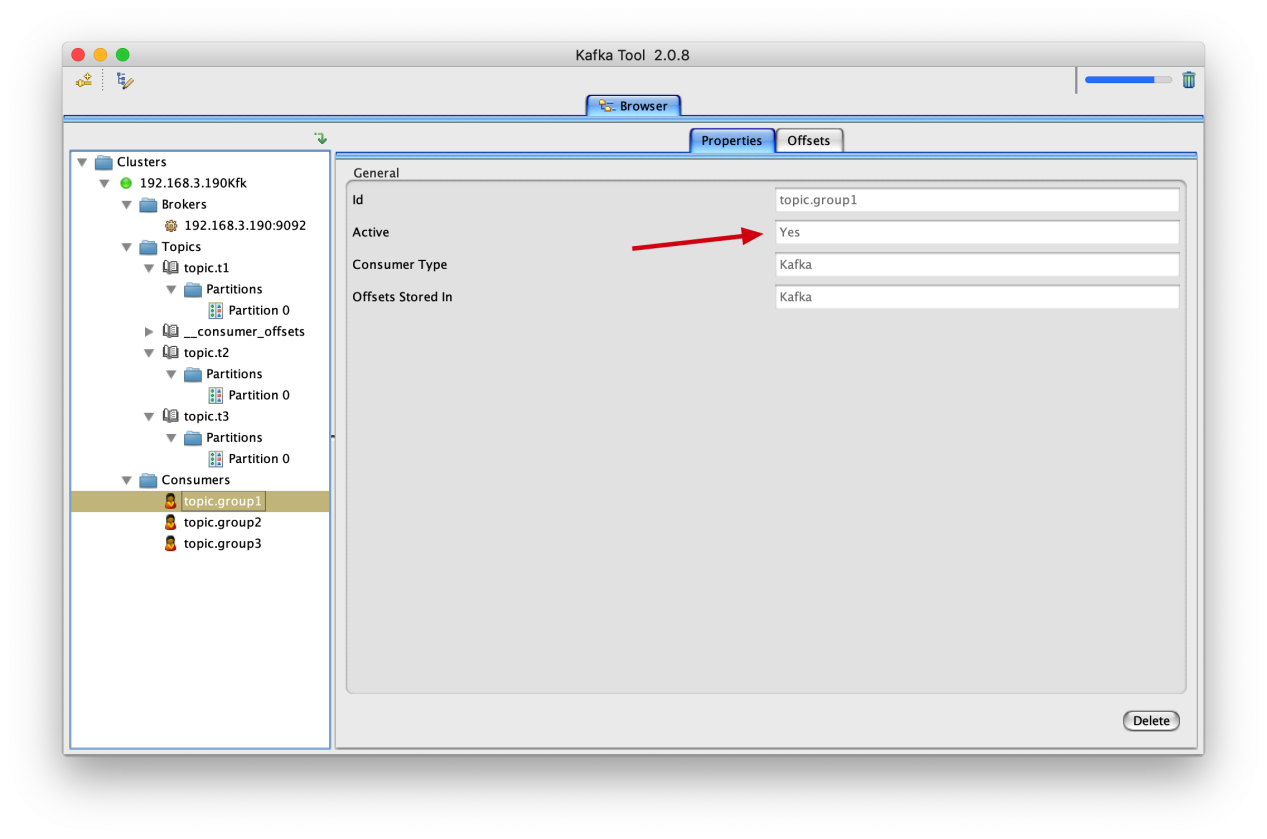 Kafka Tool 2.0.8
Browser
Clusters
192.168.3.190Kfk
Brokers
192.168.3.190:9092
Topics
topic.t1
Partitions
Partition 0
__consumer_offsets
topic.t2
Partitions
Partition 0
topic.t3
Partitions
Partition 0
Consumers
topic.group1
topic.group2
topic.group3
Properties Offsets
General
Id topic.group1
Active Yes
Consumer Type Kafka
Offsets Stored In Kafka
Delete